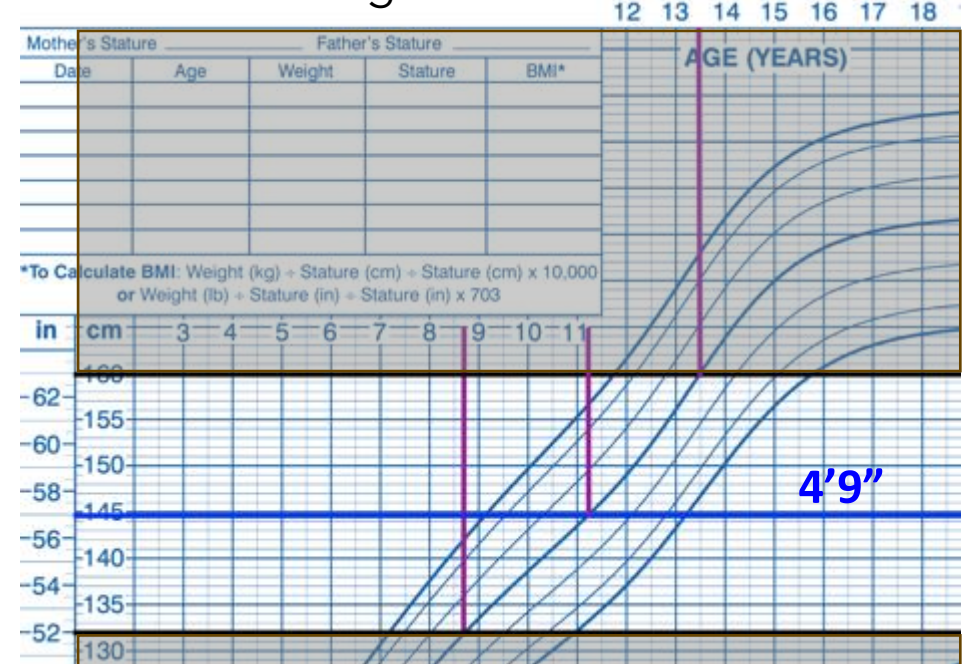 12 13 14 15 16 17 18
Mother's Stature Father's Stature
AGE (YEARS)
Date Age Weight Stature BMI*
*To Calculate BMI: Weight (kg) ÷ Stature (cm) ÷ Stature (cm) x 10,000
or Weight (lb) ÷ Stature (in) ÷ Stature (in) x 703
in cm 3 4 5 6 7 8 9 10 11
160
62
155
60
150
58
4’9”
145
56
140
54
135
52
130